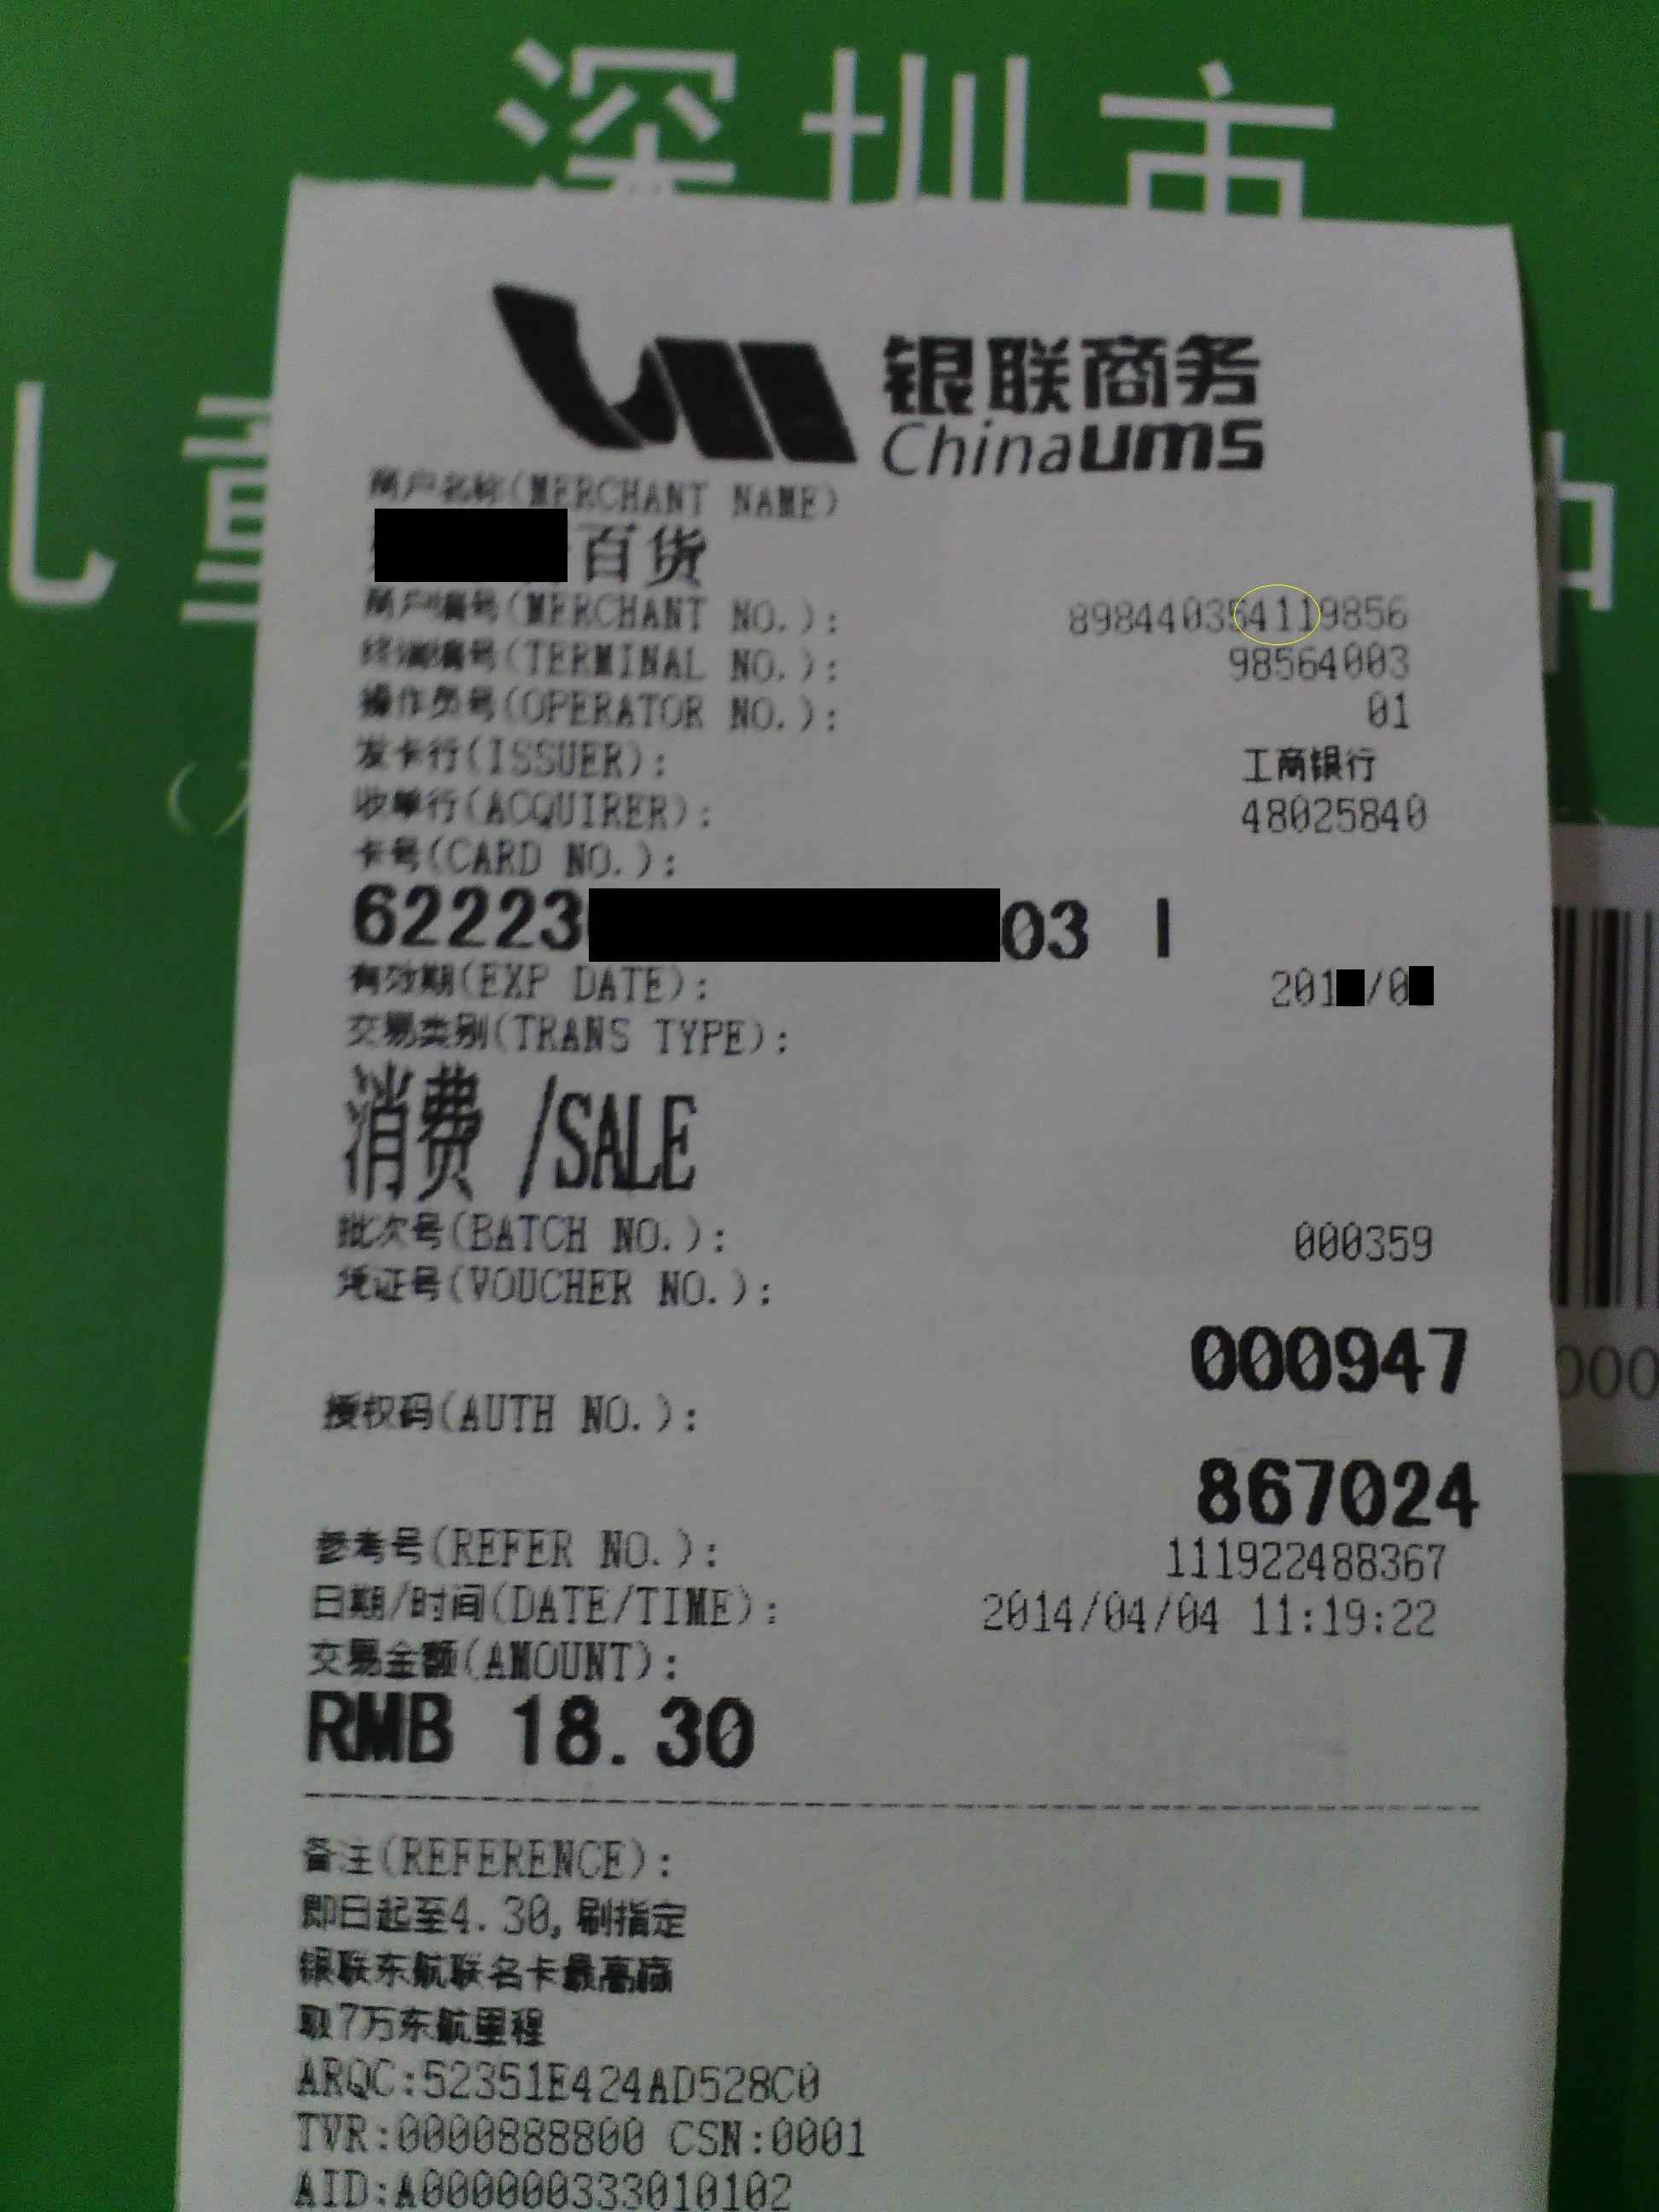 深圳市
银联商务
Chinaums
商户名称(MERCHANT NAME)
百货
商户编号(MERCHANT NO.): 898440354119856
终端编号(TERMINAL NO.): 98564003
操作员号(OPERATOR NO.): 01
发卡行(ISSUER): 工商银行
收单行(ACQUIRER): 48025840
卡号(CARD NO.):
62223 03 I
有效期(EXP DATE): 201 /0
交易类别(TRANS TYPE):
消费 /SALE
批次号(BATCH NO.): 000359
凭证号(VOUCHER NO.):
000947
授权码(AUTH NO.):
867024
参考号(REFER NO.): 111922488367
日期/时间(DATE/TIME): 2014/04/04 11:19:22
交易金额(AMOUNT):
RMB 18.30
备注(REFERENCE):
即日起至4.30,刷指定
银联东航联名卡最高赢
取7万东航里程
ARQC:52351E424AD528C0
TVR:0000888800 CSN:0001
AID:A000000333010102
000